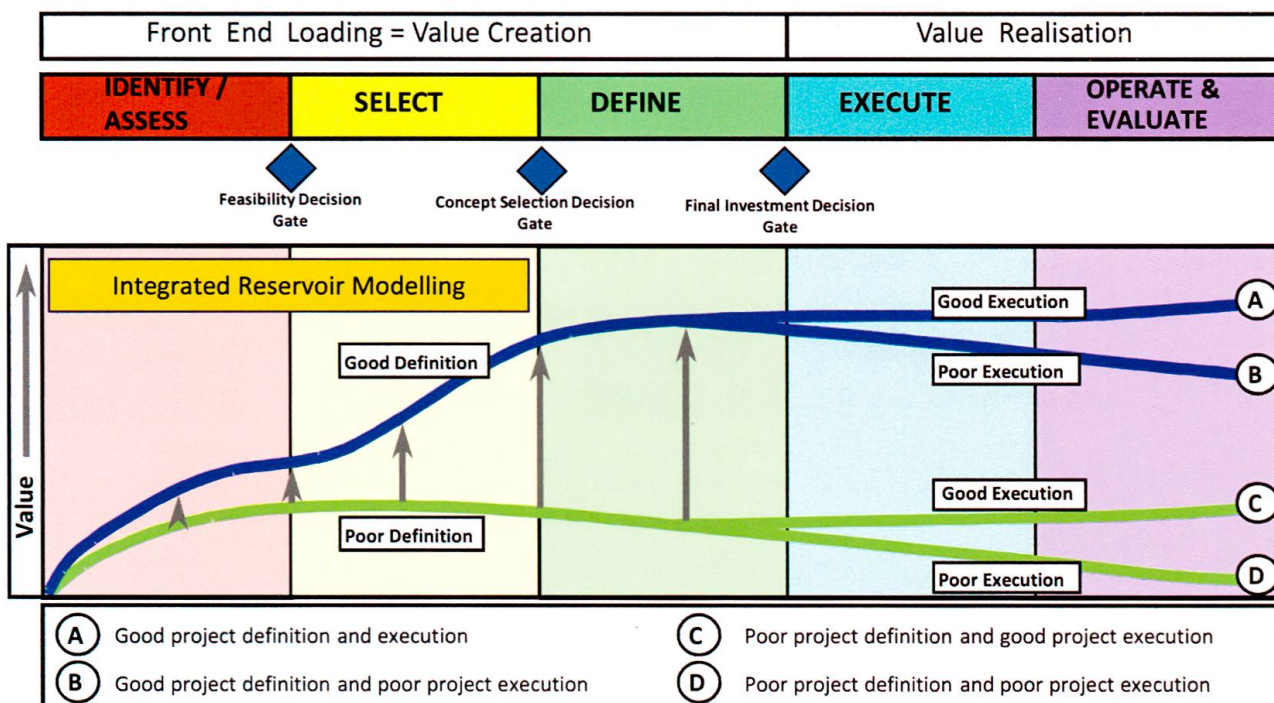 Front End Loading = Value Creation
Value Realisation
IDENTIFY /
ASSESS
SELECT
DEFINE
EXECUTE
OPERATE &
EVALUATE
Feasibility Decision
Gate
Concept Selection Decision
Gate
Final Investment Decision
Gate
Integrated Reservoir Modelling
Value
Good Definition
Poor Definition
Good Execution
A
Poor Execution
B
Good Execution
C
Poor Execution
D
A Good project definition and execution
C Poor project definition and good project execution
B Good project definition and poor project execution
D Poor project definition and poor project execution